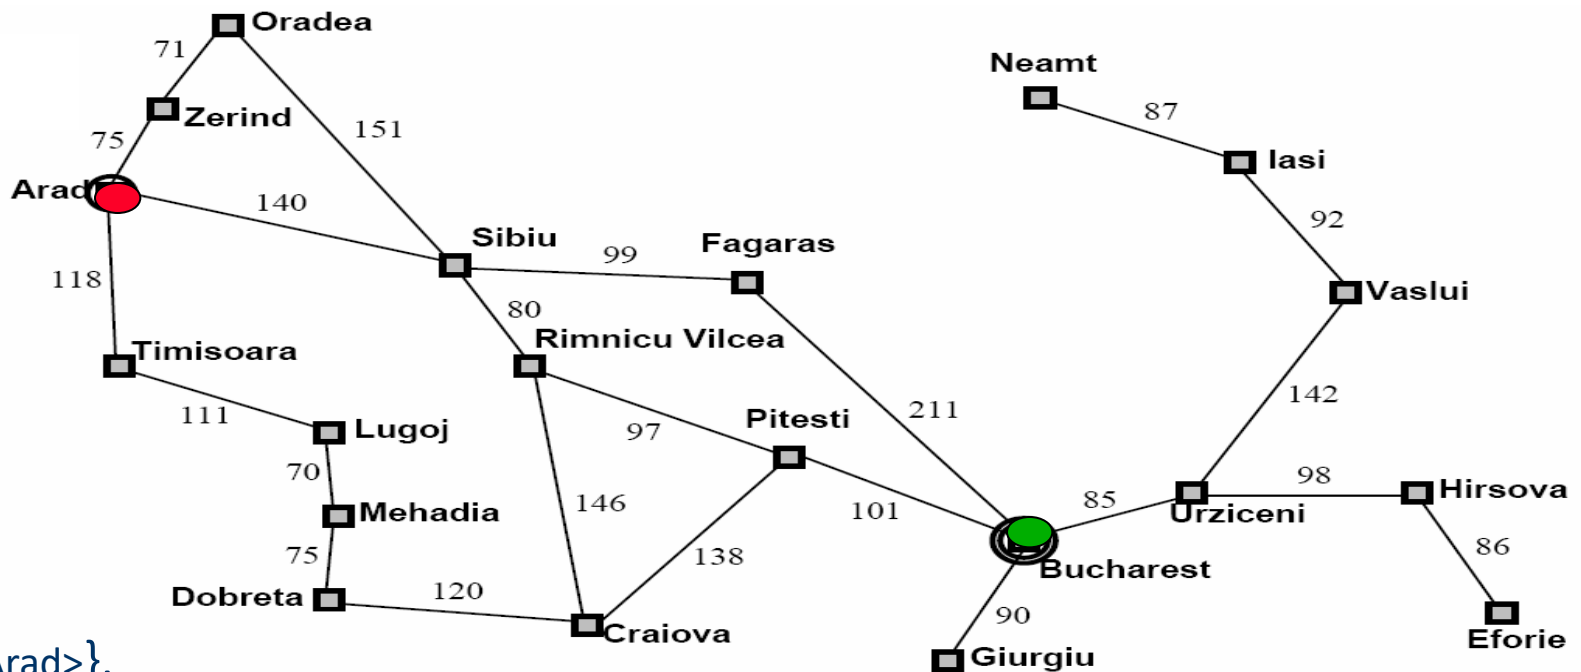 Oradea
71
Neamt
87
Zerind
151
75
Iasi
Arad
140
92
Sibiu
Fagaras
99
118
Vaslui
80
Timisoara
Rimnicu Vilcea
142
111
211
Lugoj
Pitesti
97
70
98
Hirsova
Mehadia
146
101
85
Urziceni
75
138
86
Bucharest
Dobreta
120
90
Craiova
Eforie
Giurgiu
Arad>}.